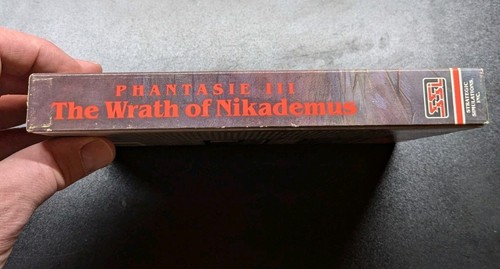 PHANTASIE III
The Wrath of Nikademus
SSI
STRATEGIC
SIMULATIONS,
INC.